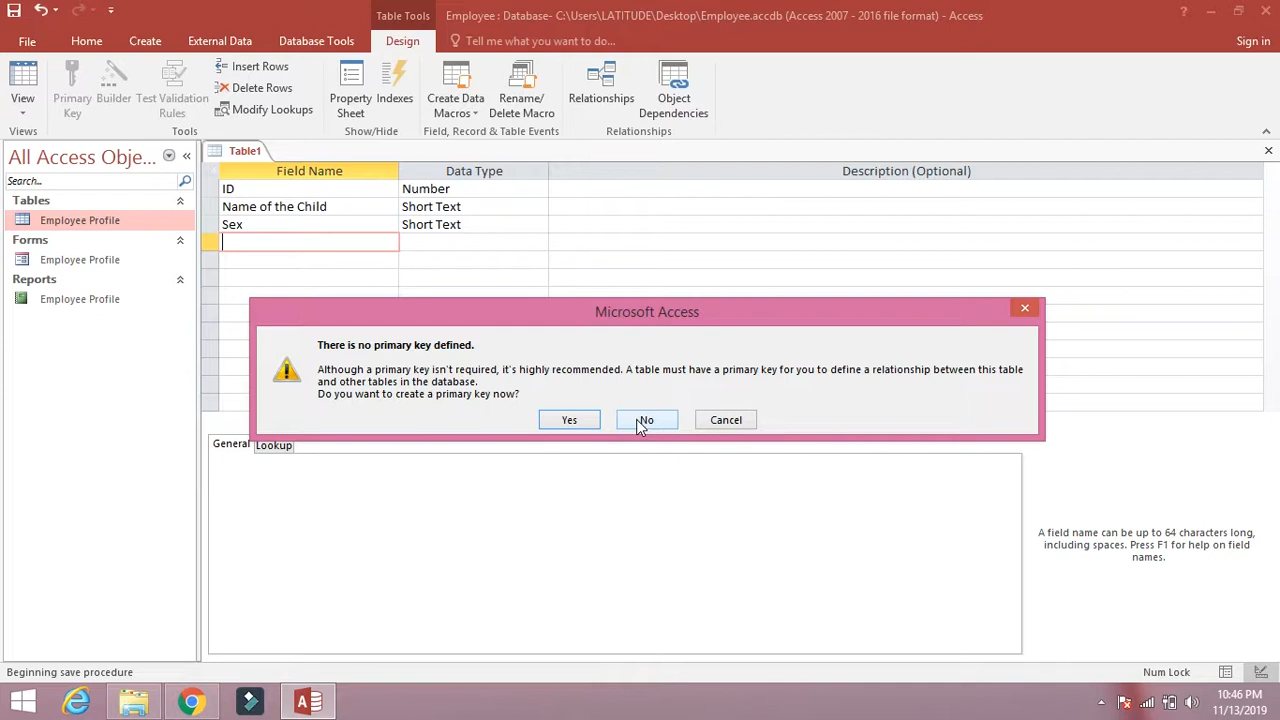 Table Tools
Employee : Database- C:\Users\LATITUDE\Desktop\Employee.accdb (Access 2007 - 2016 file format) - Access
File
Home
Create
External Data
Database Tools
Design
Tell me what you want to do...
Sign in
View
Primary Key
Builder
Test Validation Rules
Insert Rows
Delete Rows
Modify Lookups
Property Sheet
Indexes
Create Data Macros
Rename/ Delete Macro
Relationships
Object Dependencies
Views
Tools
Show/Hide
Field, Record & Table Events
Relationships
All Access Obje...
Search...
Tables
Employee Profile
Forms
Employee Profile
Reports
Employee Profile
Table1
Field Name Data Type Description (Optional)
ID Number
Name of the Child Short Text
Sex Short Text
Microsoft Access
There is no primary key defined.
Although a primary key isn't required, it's highly recommended. A table must have a primary key for you to define a relationship between this table
and other tables in the database.
Do you want to create a primary key now?
Yes
No
Cancel
General
Lookup
A field name can be up to 64 characters long,
including spaces. Press F1 for help on field
names.
Beginning save procedure
Num Lock
10:46 PM
11/13/2019